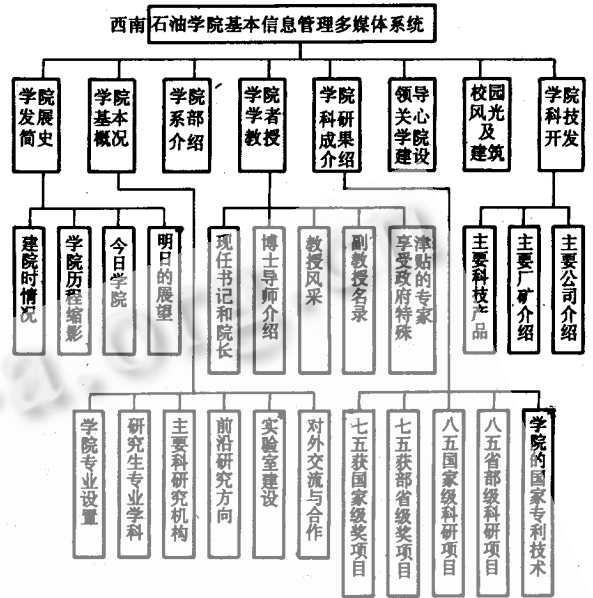 西南石油学院基本信息管理多媒体系统
学院
发展
简史
学院
基本
概况
学院
系部
介绍
学院
学者
教授
学院
科研
成果
介绍
领导
关心
学院
建设
校园
风光
及
建筑
学院
科技
开发
建院时情况
学院历程缩影
今日学院
明日的展望
现任书记和院长
博士导师介绍
教授风采
副教授名录
享受政府特殊
津贴的专家
主要科技产品
主要厂矿介绍
主要公司介绍
学院专业设置
研究生专业学科
主要科研究机构
前沿研究方向
实验室建设
对外交流与合作
七五获国家级奖项目
七五获部省级奖项目
八五国家级科研项目
八五省部级科研项目
学院的国家专利技术